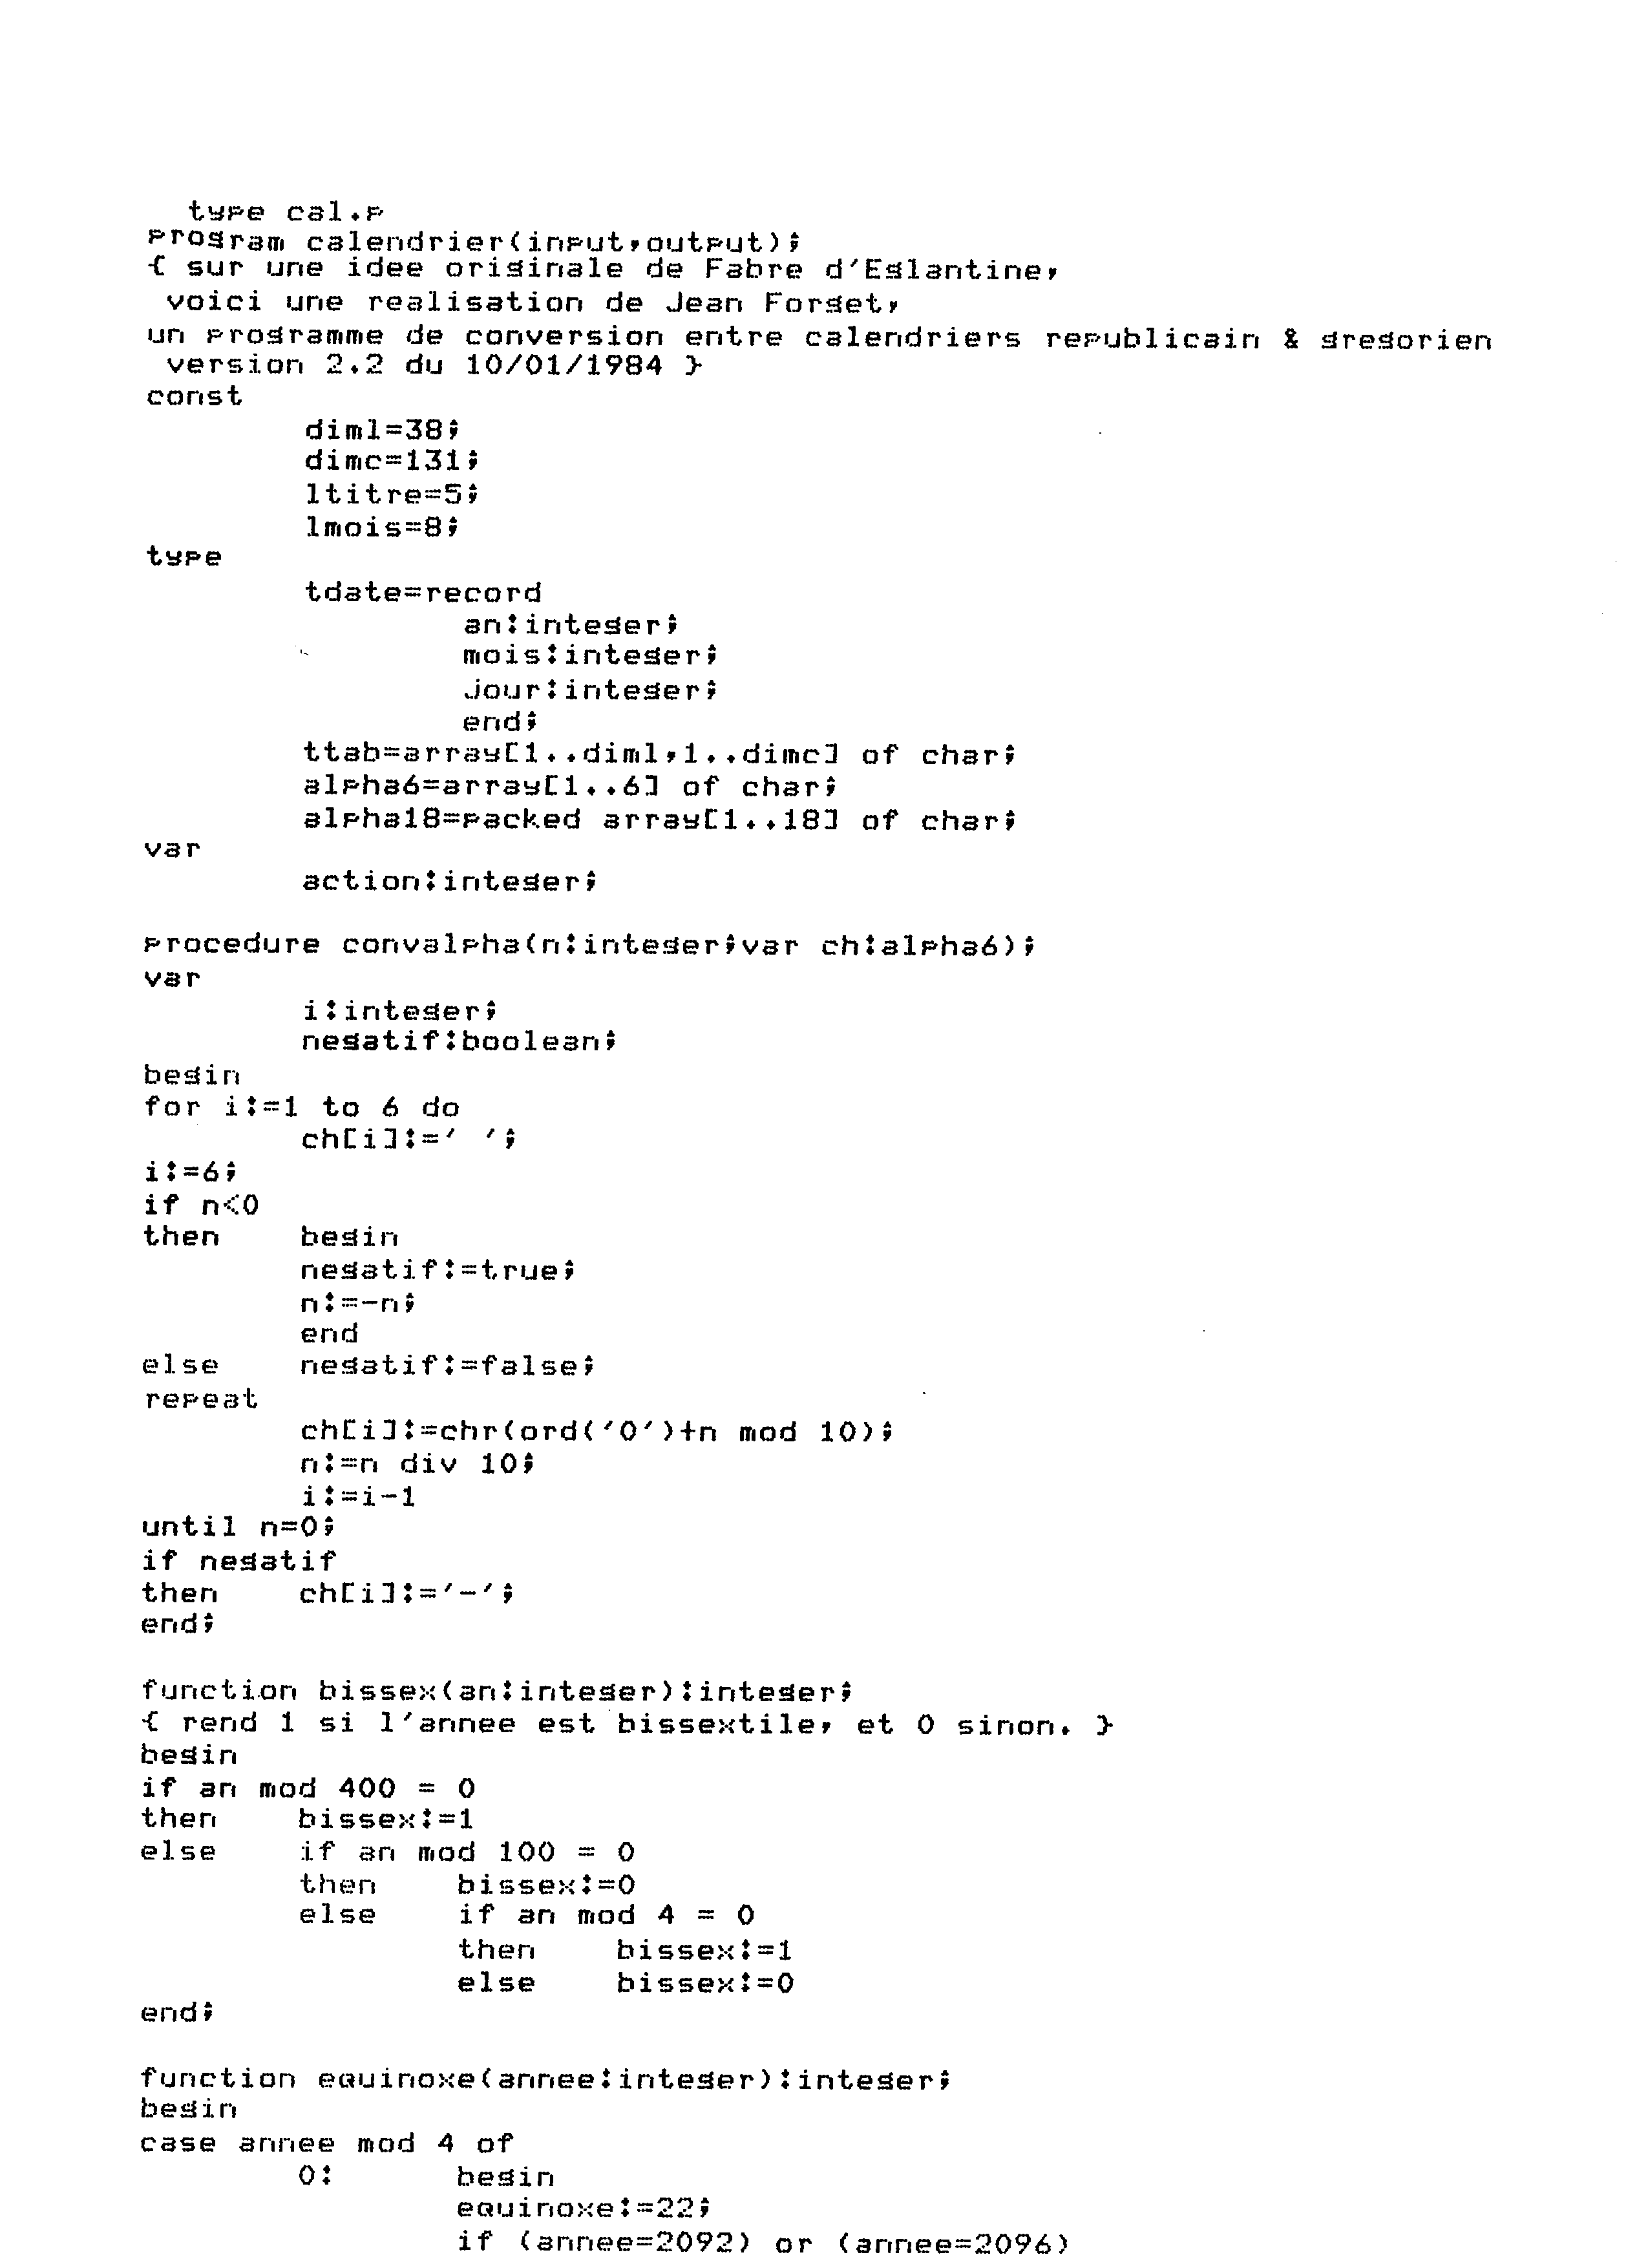 type cal.p
program calendrier(input,output);
{ sur une idee originale de Fabre d'Eglantine,
 voici une realisation de Jean Forget,
un programme de conversion entre calendriers republicain & gregorien
 version 2.2 du 10/01/1984 }
const
        diml=38;
        dimc=131;
        ltitre=5;
        lmois=8;
type
        tdate=record
                an:integer;
                mois:integer;
                jour:integer;
                end;
        ttab=array[1..diml,1..dimc] of char;
        alpha6=array[1..6] of char;
        alpha18=packed array[1..18] of char;
var
        action:integer;

procedure convalpha(n:integer;var ch:alpha6);
var
        i:integer;
        negatif:boolean;
begin
for i:=1 to 6 do
        ch[i]:=' ';
i:=6;
if n<0
then    begin
        negatif:=true;
        n:=-n;
        end
else    negatif:=false;
repeat
        ch[i]:=chr(ord('0')+n mod 10);
        n:=n div 10;
        i:=i-1
until n=0;
if negatif
then    ch[i]:='-';
end;

function bissex(an:integer):integer;
{ rend 1 si l'annee est bissextile, et 0 sinon. }
begin
if an mod 400 = 0
then    bissex:=1
else    if an mod 100 = 0
        then    bissex:=0
        else    if an mod 4 = 0
                then    bissex:=1
                else    bissex:=0
end;

function equinoxe(annee:integer):integer;
begin
case annee mod 4 of
        0:      begin
                equinoxe:=22;
                if (annee=2092) or (annee=2096)